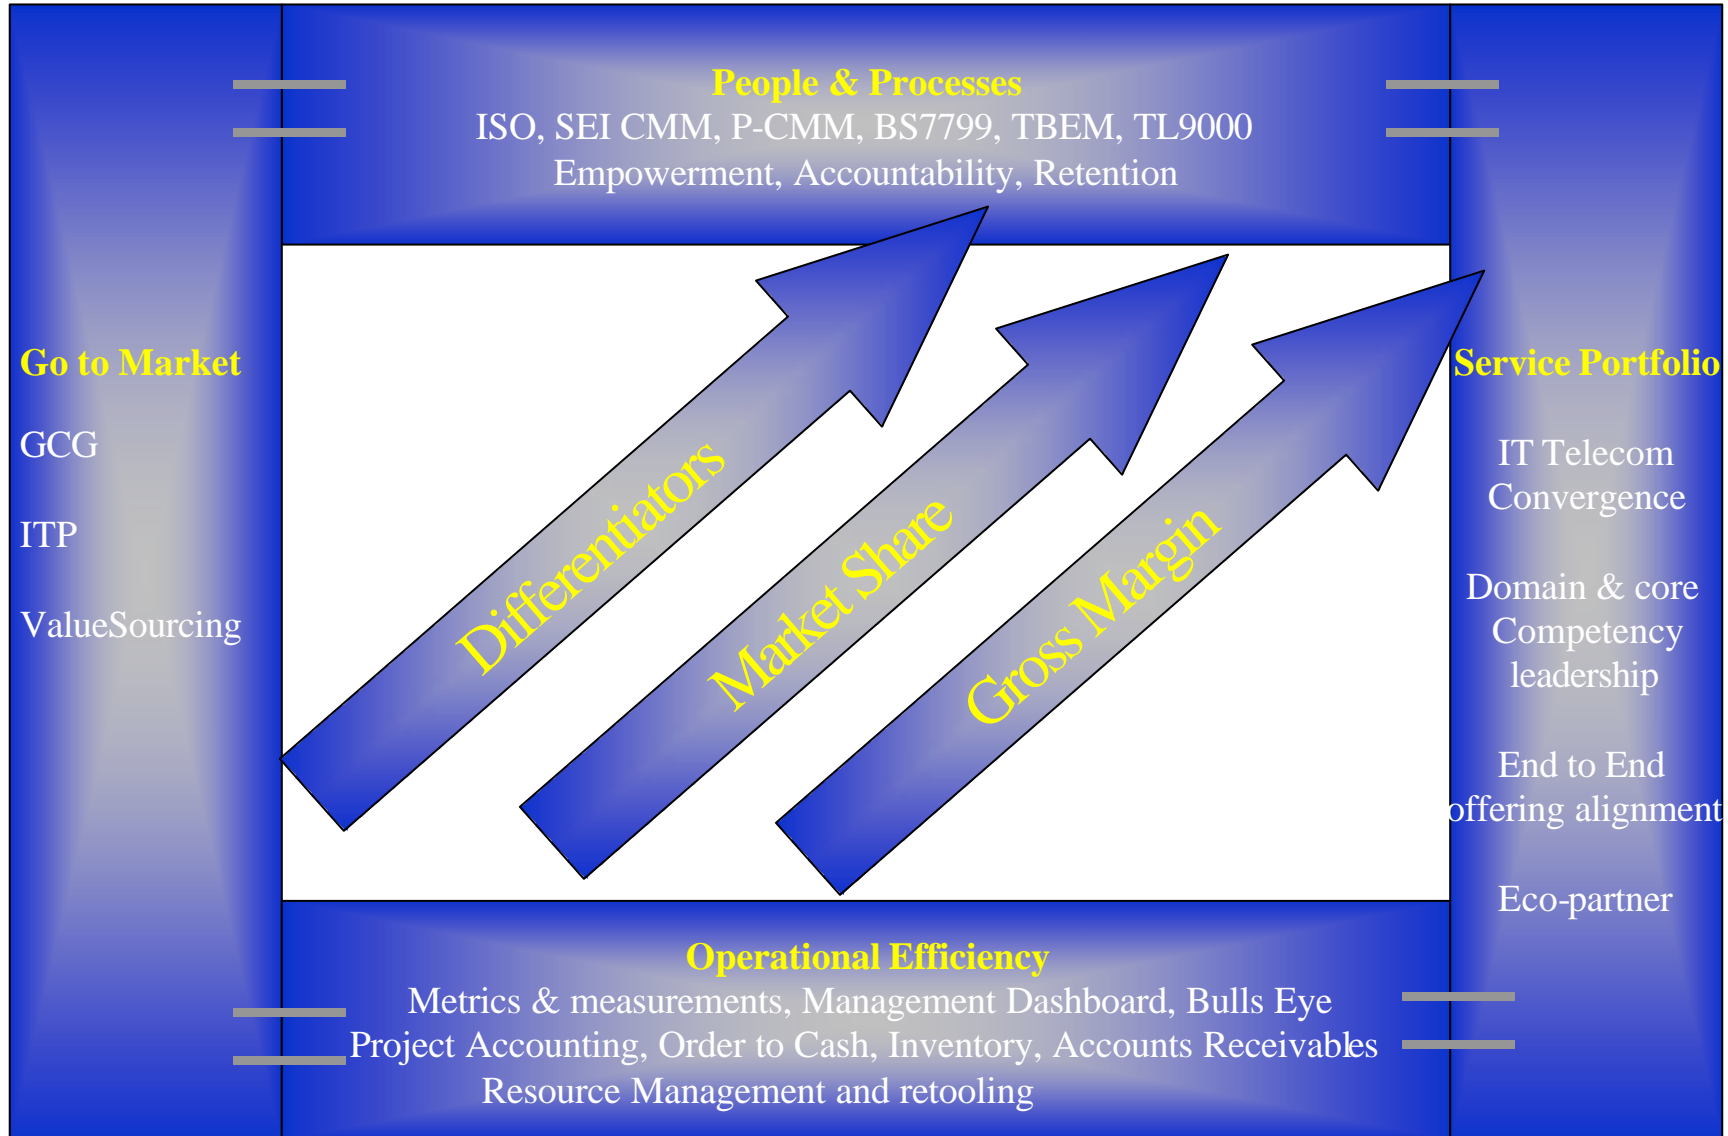 People & Processes
ISO, SEI CMM, P-CMM, BS7799, TBEM, TL9000
Empowerment, Accountability, Retention
Go to Market
GCG
ITP
ValueSourcing
Differentiators
Market Share
Gross Margin
Service Portfolio
IT Telecom
Convergence
Domain & core
Competency
leadership
End to End
offering alignment
Eco-partner
Operational Efficiency
Metrics & measurements, Management Dashboard, Bulls Eye
Project Accounting, Order to Cash, Inventory, Accounts Receivables
Resource Management and retooling